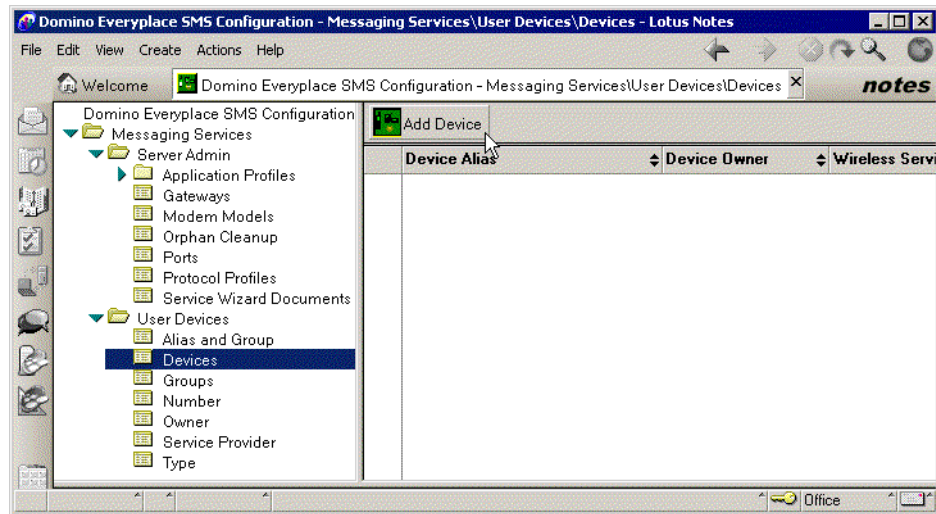 Domino Everyplace SMS Configuration - Messaging Services\User Devices\Devices - Lotus Notes
File Edit View Create Actions Help
Welcome Domino Everyplace SMS Configuration - Messaging Services\User Devices\Devices notes
Domino Everyplace SMS Configuration
Messaging Services
Server Admin
Application Profiles
Gateways
Modem Models
Orphan Cleanup
Ports
Protocol Profiles
Service Wizard Documents
User Devices
Alias and Group
Devices
Groups
Number
Owner
Service Provider
Type
Add Device
Device Alias Device Owner Wireless Servi
Office